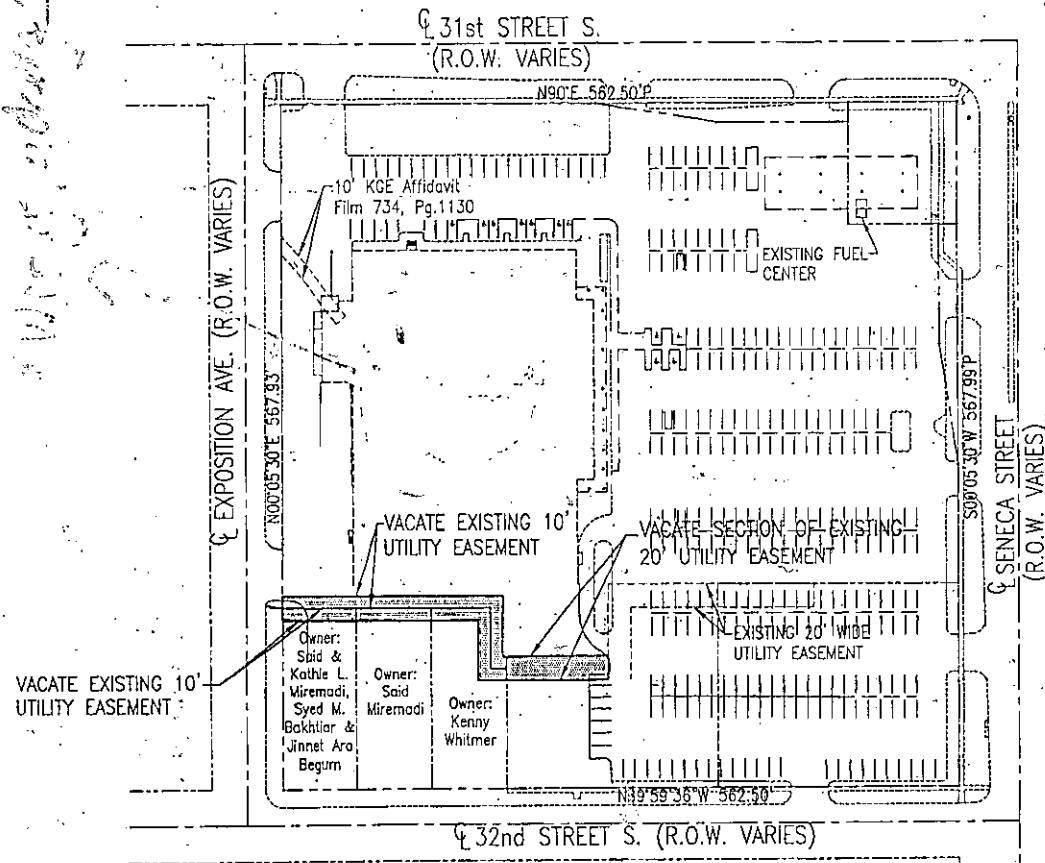 ℄ 31st STREET S.
(R.O.W. VARIES)
N90°E 562.50'P
10' KGE Affidavit
Film 734, Pg.1130
EXISTING FUEL
CENTER
℄ EXPOSITION AVE. (R.O.W. VARIES)
N00°05'30"E 567.93'
S00°05'30"W 567.99'P
℄ SENECA STREET
(R.O.W. VARIES)
VACATE EXISTING 10'
UTILITY EASEMENT
VACATE SECTION OF EXISTING
20' UTILITY EASEMENT
EXISTING 20' WIDE
UTILITY EASEMENT
VACATE EXISTING 10'
UTILITY EASEMENT
Owner:
Said &
Kathie L.
Miremadi,
Syed M.
Bakhtiar &
Jinnet Ara
Begum
Owner:
Said
Miremadi
Owner:
Kenny
Whitmer
N89°59'36"W 562.50'
℄ 32nd STREET S. (R.O.W. VARIES)